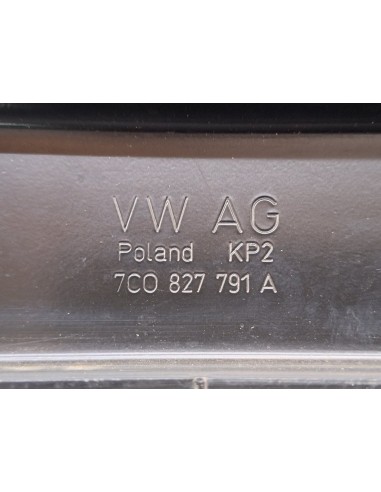 VW AG
Poland KP2
7C0 827 791 A